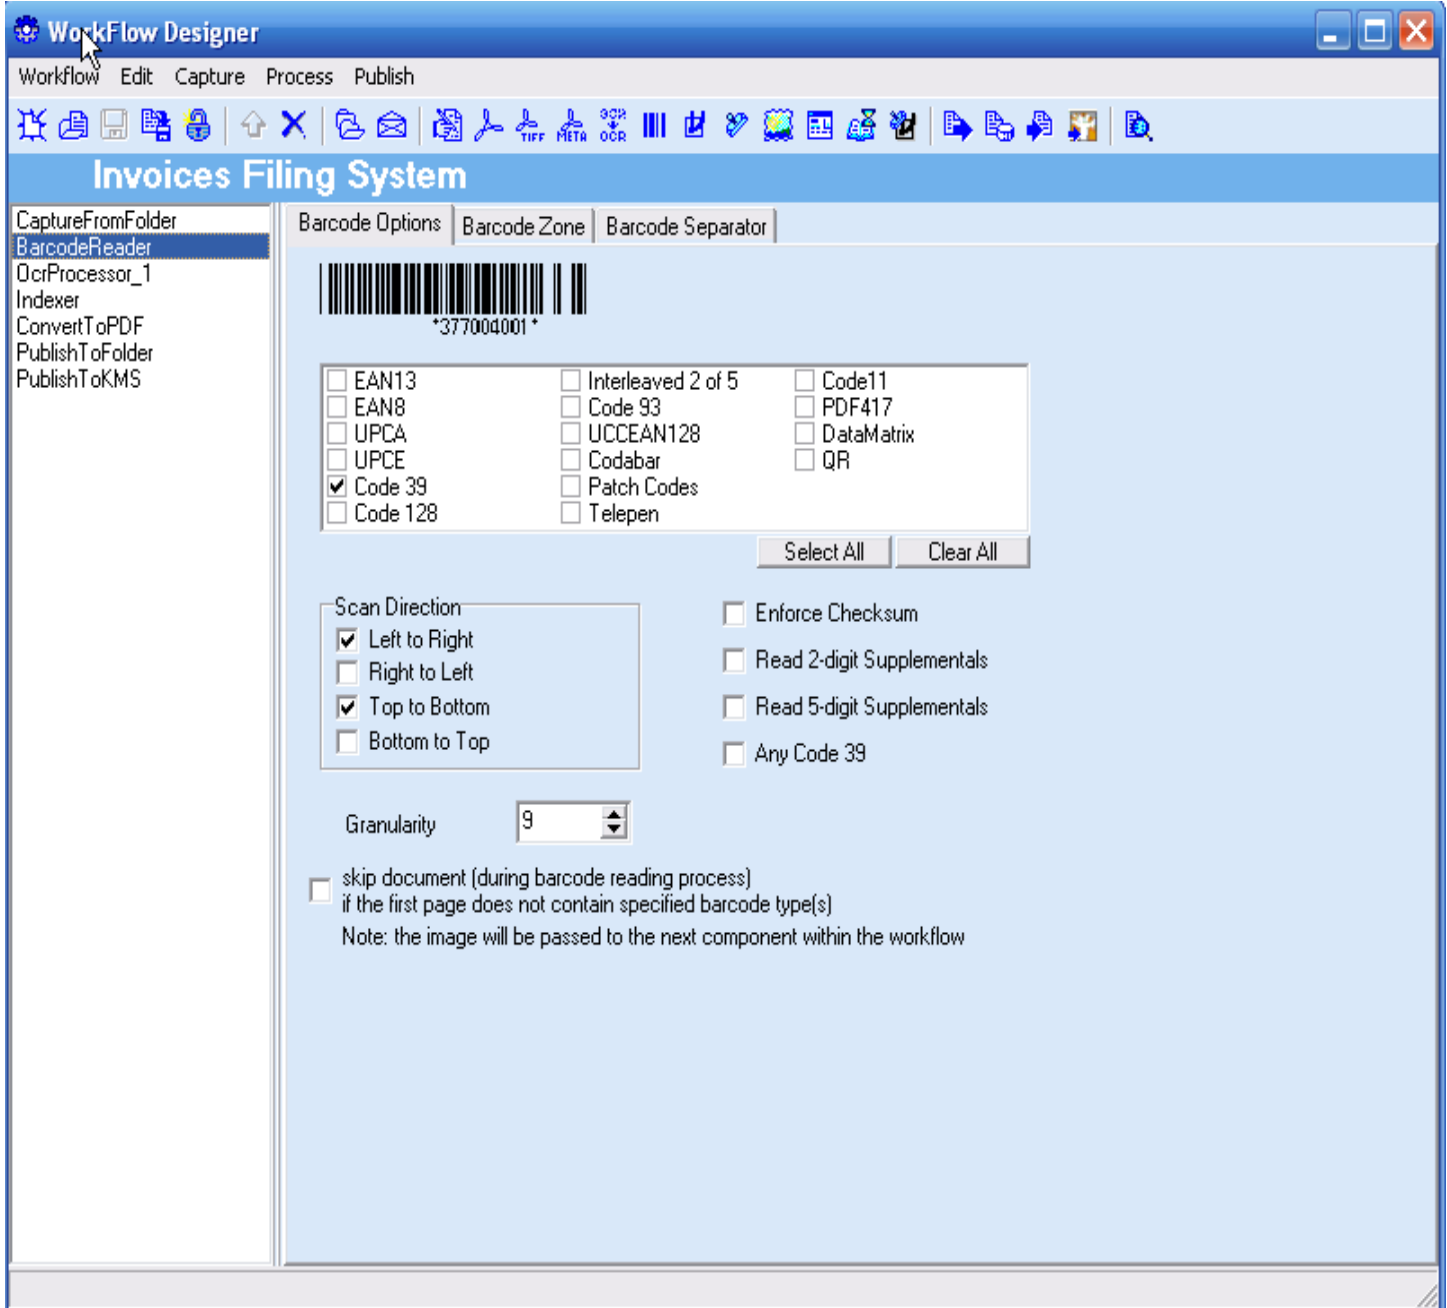 WorkFlow Designer
Workflow Edit Capture Process Publish
TIFF META OCR OCR
Invoices Filing System
CaptureFromFolder
BarcodeReader
OcrProcessor_1
Indexer
ConvertToPDF
PublishToFolder
PublishToKMS
Barcode Options Barcode Zone Barcode Separator
*377004001*
EAN13 Interleaved 2 of 5 Code11
EAN8 Code 93 PDF417
UPCA UCCEAN128 DataMatrix
UPCE Codabar QR
Code 39 Patch Codes
Code 128 Telepen
Select All Clear All
Scan Direction
Left to Right
Right to Left
Top to Bottom
Bottom to Top
Enforce Checksum
Read 2-digit Supplementals
Read 5-digit Supplementals
Any Code 39
Granularity 9
skip document (during barcode reading process)
if the first page does not contain specified barcode type(s)
Note: the image will be passed to the next component within the workflow